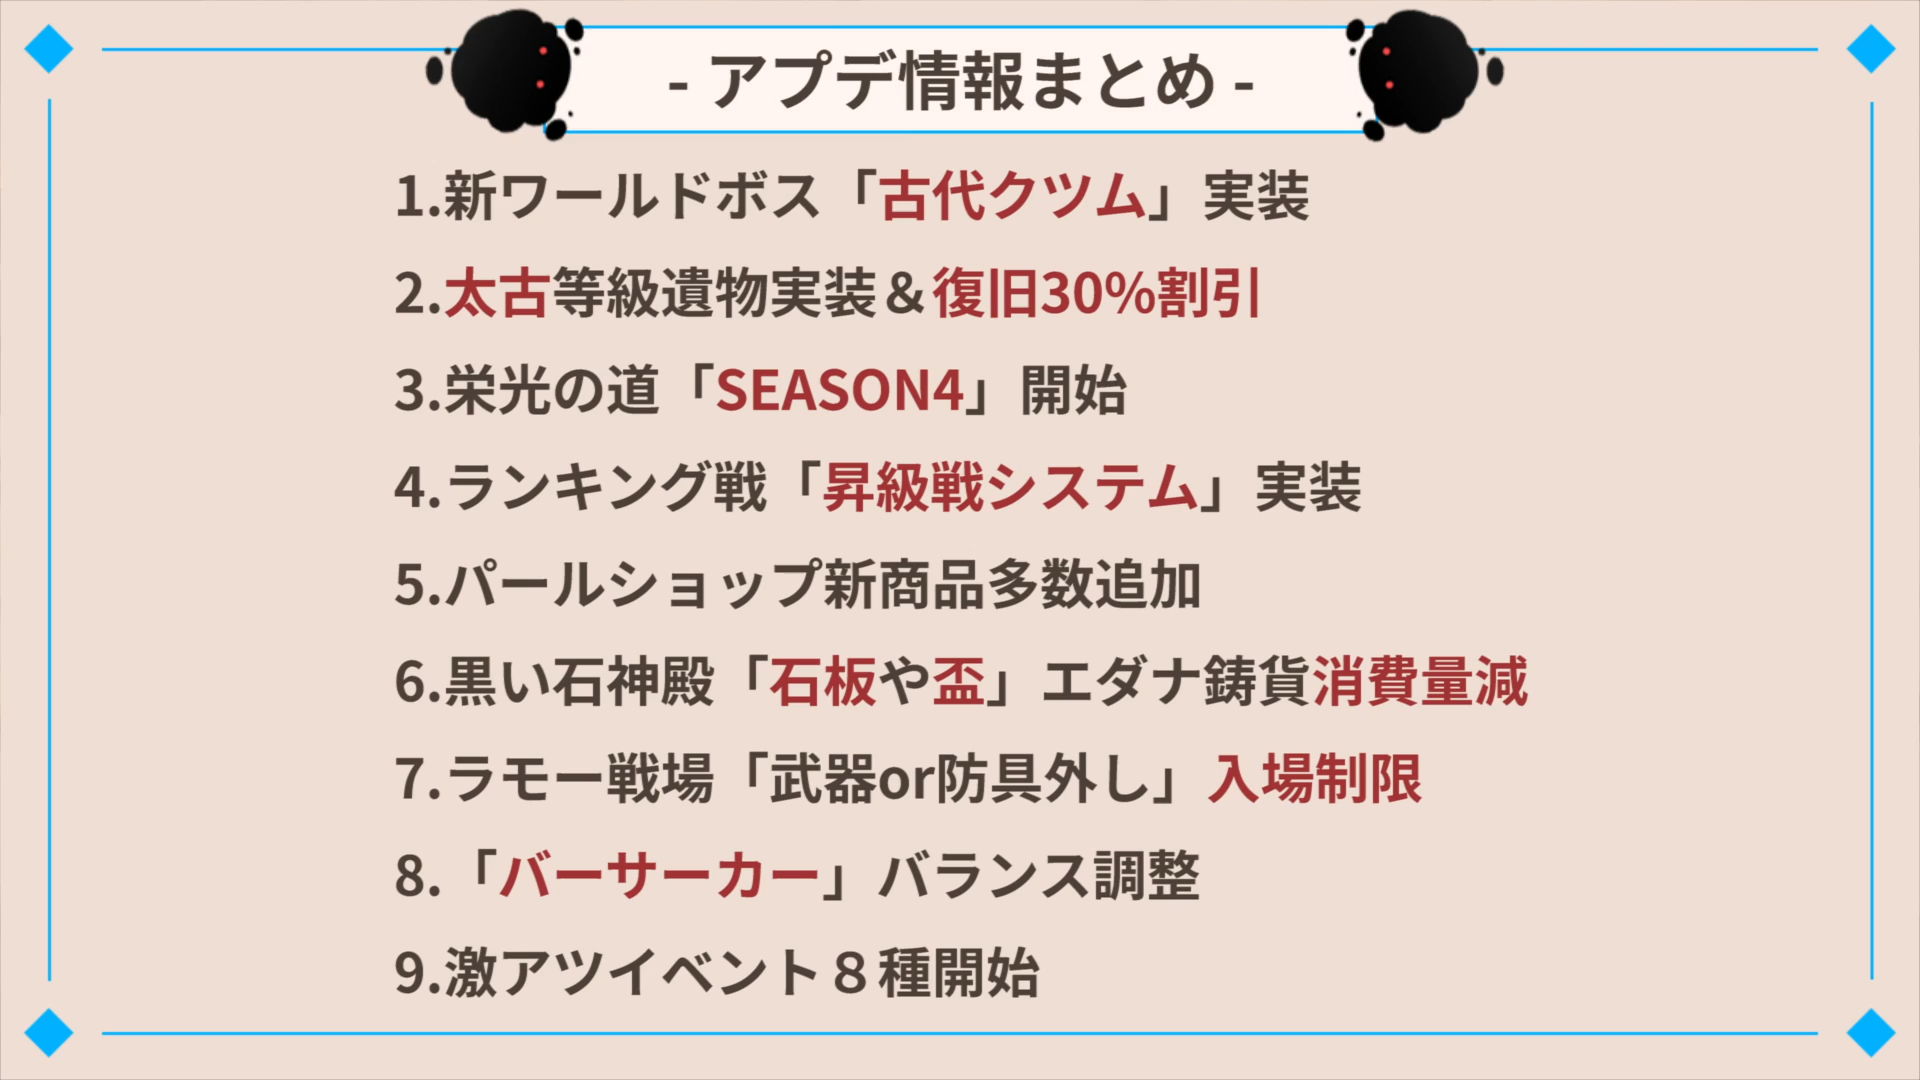 - アプデ情報まとめ -
1.新ワールドボス「古代クツム」実装
2.太古等級遺物実装＆復旧30%割引
3.栄光の道「SEASON4」開始
4.ランキング戦「昇級戦システム」実装
5.パールショップ新商品多数追加
6.黒い石神殿「石板や盃」エダナ鋳貨消費量減
7.ラモー戦場「武器or防具外し」入場制限
8.「バーサーカー」バランス調整
9.激アツイベント８種開始